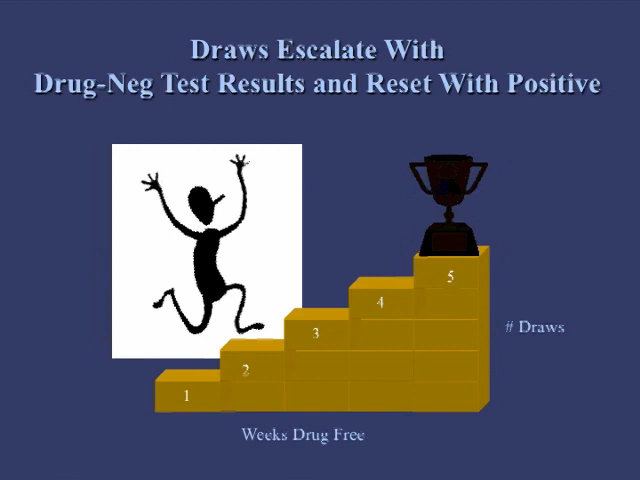 Draws Escalate With
Drug-Neg Test Results and Reset With Positive
5
4
3
2
1
# Draws
Weeks Drug Free